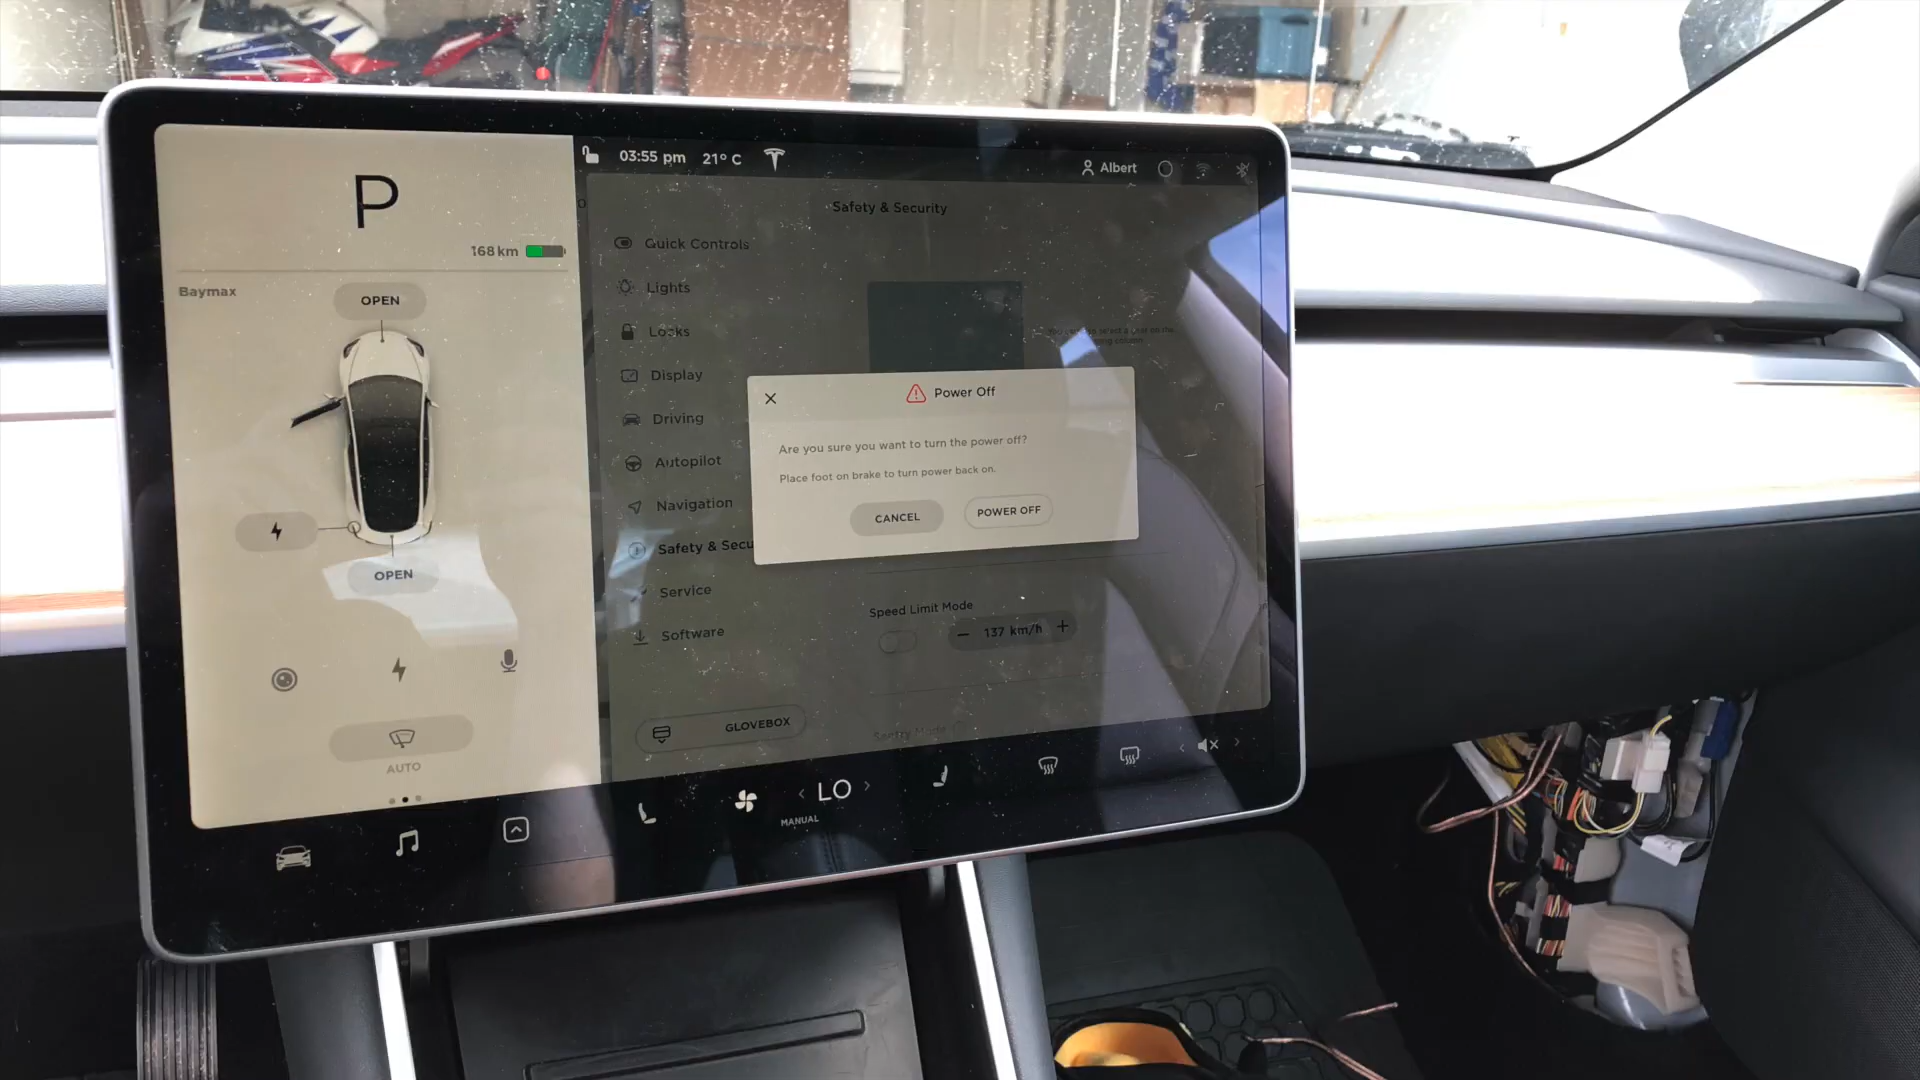 P
168 km
Baymax
OPEN
OPEN
AUTO
03:55 pm 21° C
Albert
Safety & Security
Quick Controls
Lights
Locks
Display
Driving
Autopilot
Navigation
Safety & Secu
Service
Software
GLOVEBOX
Power Off
Are you sure you want to turn the power off?
Place foot on brake to turn power back on.
CANCEL
POWER OFF
Speed Limit Mode
137 km/h
Sentry Mode
LO
MANUAL